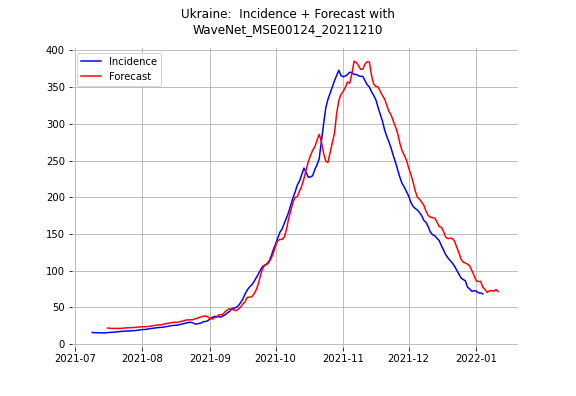 Ukraine:  Incidence + Forecast with
WaveNet_MSE00124_20211210
Incidence
Forecast
400
350
300
250
200
150
100
50
0
2021-07 2021-08 2021-09 2021-10 2021-11 2021-12 2022-01